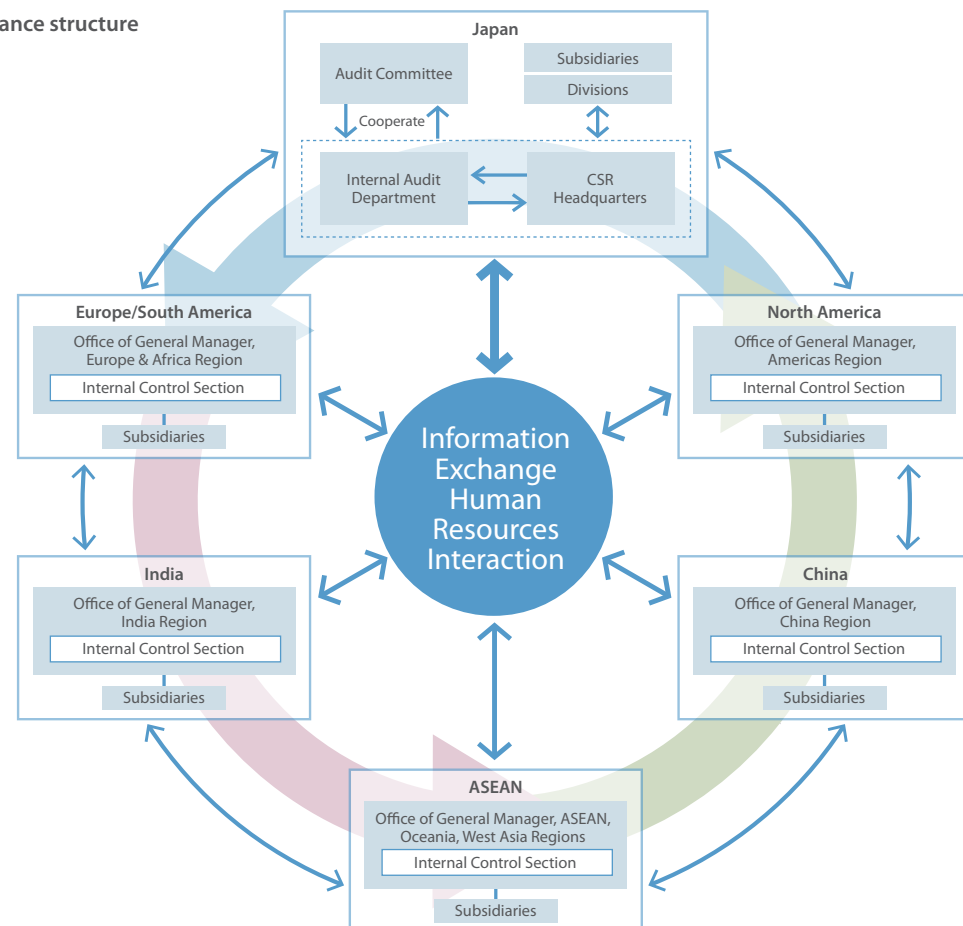 ance structure
Japan
Audit Committee
Subsidiaries
Divisions
Cooperate
Internal Audit
Department
CSR
Headquarters
Europe/South America
Office of General Manager,
Europe & Africa Region
Internal Control Section
Subsidiaries
North America
Office of General Manager,
Americas Region
Internal Control Section
Subsidiaries
Information
Exchange
Human
Resources
Interaction
India
Office of General Manager,
India Region
Internal Control Section
Subsidiaries
China
Office of General Manager,
China Region
Internal Control Section
Subsidiaries
ASEAN
Office of General Manager, ASEAN,
Oceania, West Asia Regions
Internal Control Section
Subsidiaries